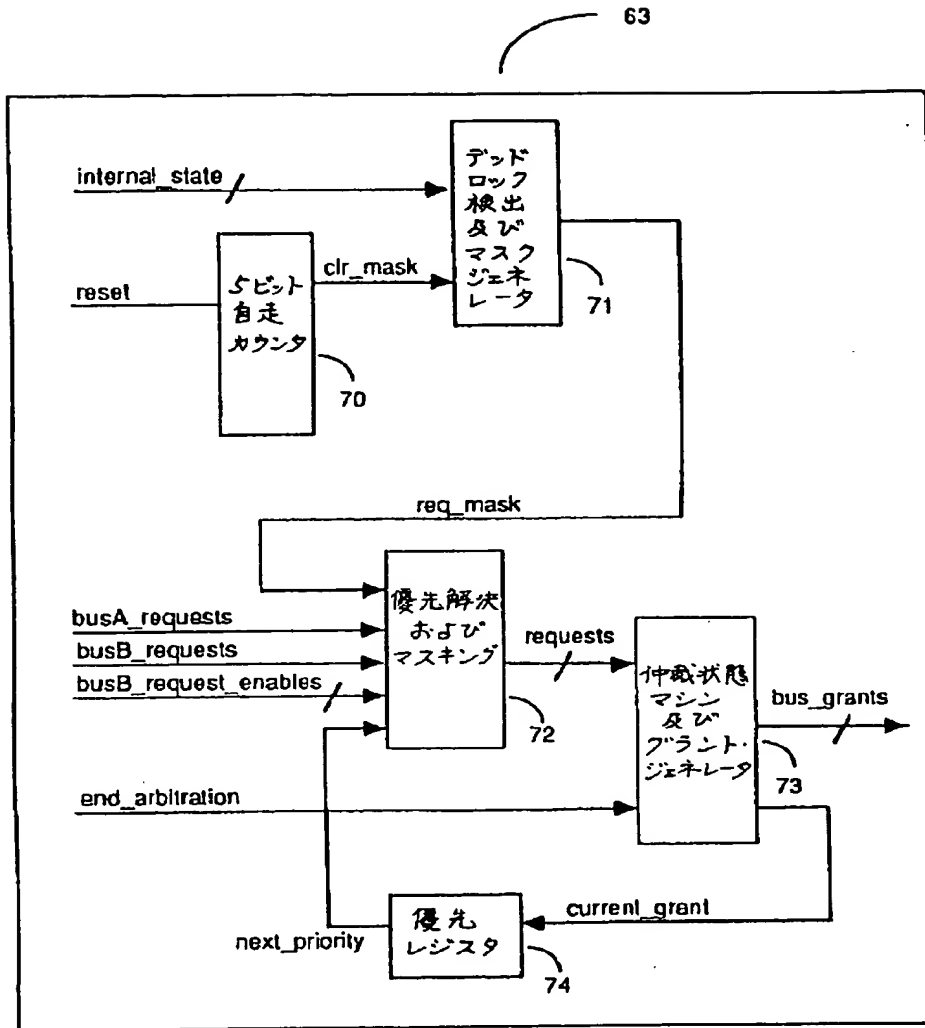 63
internal_state
デッド
ロック
検出
及び
マスク
ジェネ
レータ
71
clr_mask
reset
5ビット
自走
カウンタ
70
req_mask
busA_requests
busB_requests
busB_request_enables
優先解決
および
マスキング
72
requests
仲裁状態
マシン
及び
グラント・
ジェネレータ
73
bus_grants
end_arbitration
current_grant
優先
レジスタ
74
next_priority